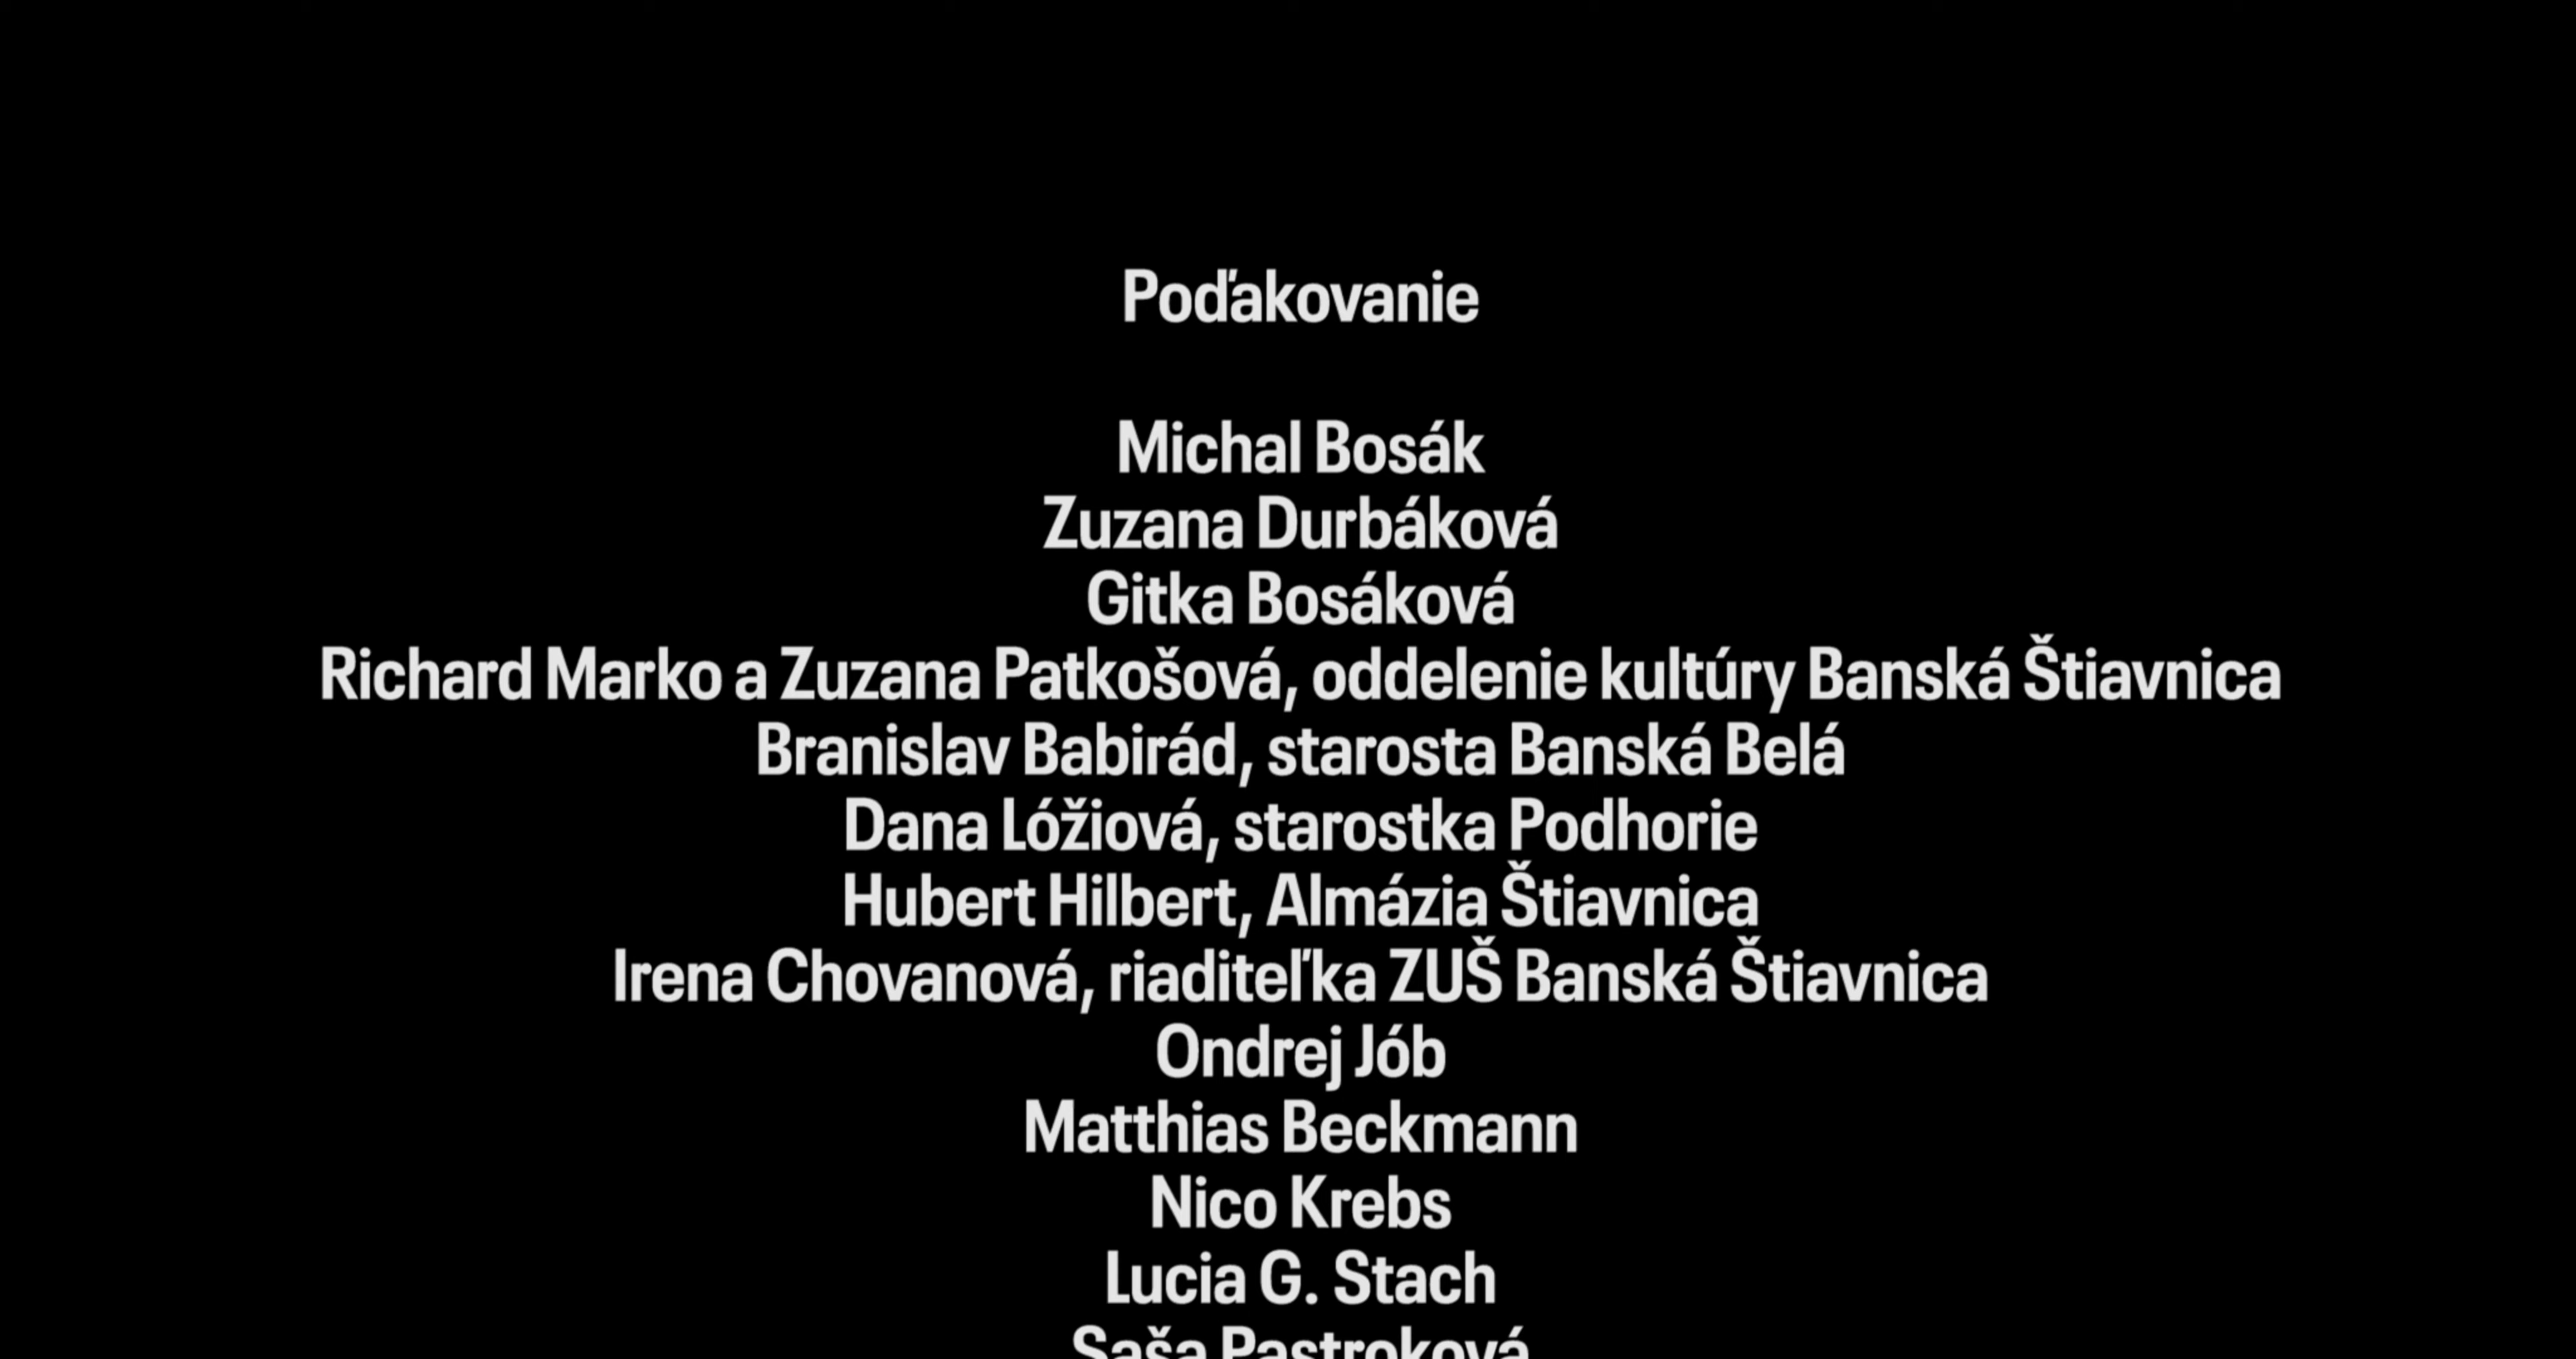 Poďakovanie
Michal Bosák
Zuzana Durbáková
Gitka Bosáková
Richard Marko a Zuzana Patkošová, oddelenie kultúry Banská Štiavnica
Branislav Babirád, starosta Banská Belá
Dana Lóžiová, starostka Podhorie
Hubert Hilbert, Almázia Štiavnica
Irena Chovanová, riaditeľka ZUŠ Banská Štiavnica
Ondrej Jób
Matthias Beckmann
Nico Krebs
Lucia G. Stach
Saša Pastroková